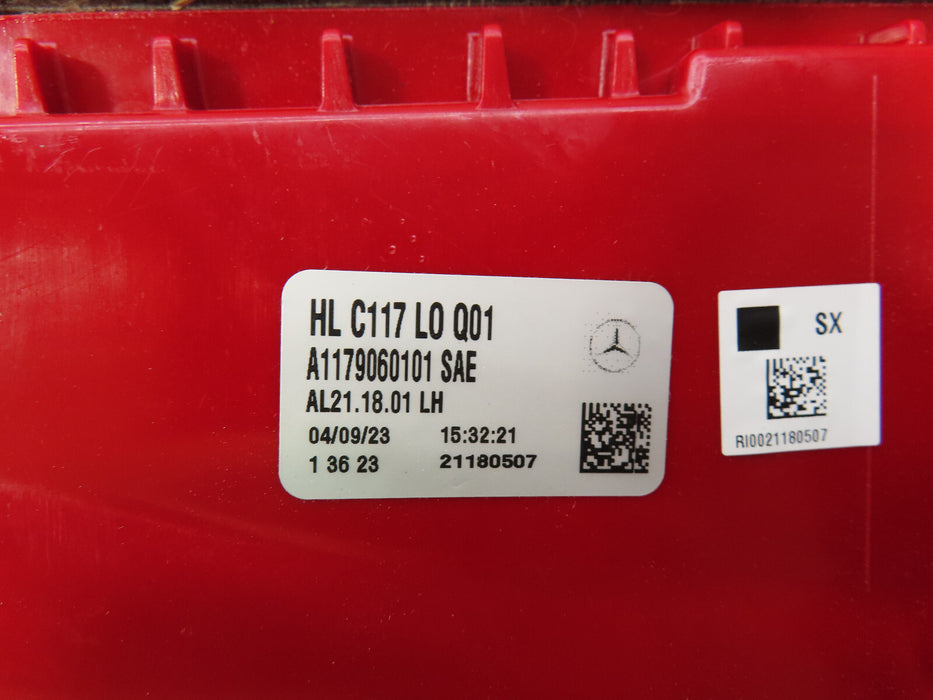 HL C117 LO Q01
A1179060101 SAE
AL21.18.01 LH
04/09/23 15:32:21
1 36 23 21180507
SX
RI0021180507